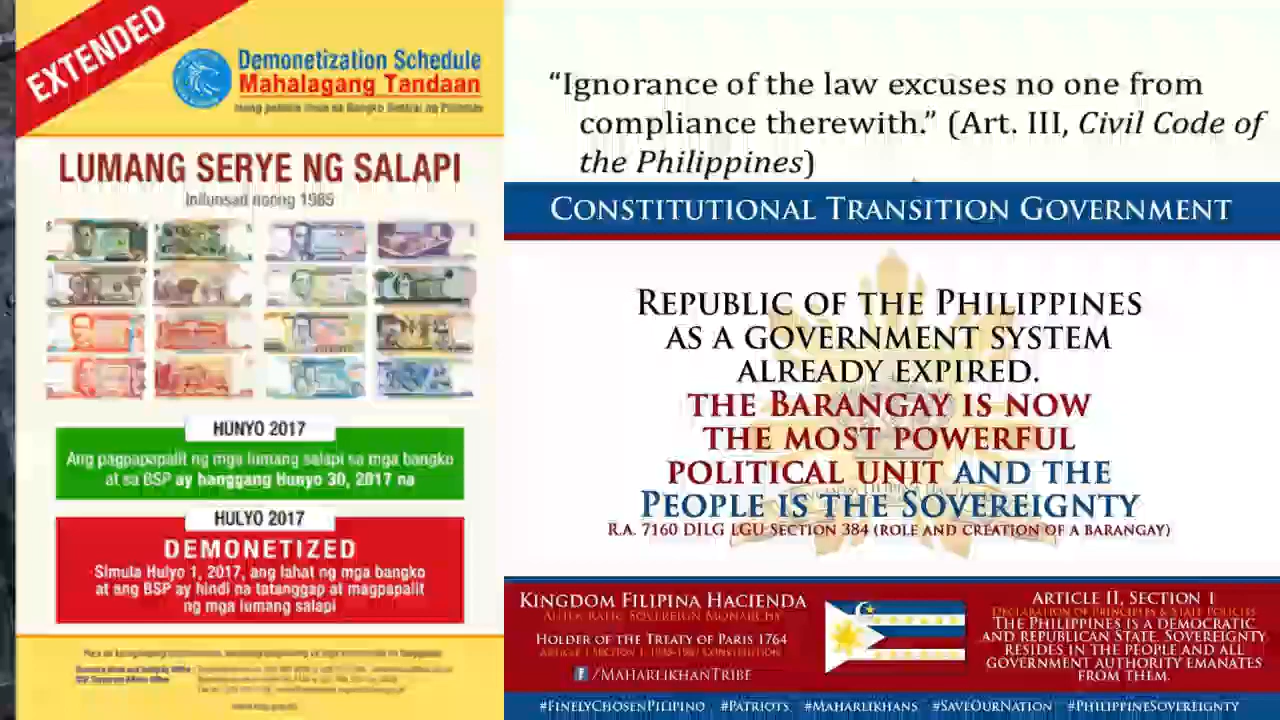 EXTENDED
Demonetization Schedule
Mahalagang Tandaan
LUMANG SERYE NG SALAPI
Inilunsad noong 1985
HUNYO 2017
Ang pagpapapalit ng mga lumang salapi sa mga bangko
at sa BSP ay hanggang Hunyo 30, 2017 na
HULYO 2017
DEMONETIZED
Simula Hulyo 1, 2017, ang lahat ng mga bangko
at ang BSP ay hindi na tatanggap at magpapalit
ng mga lumang salapi
“Ignorance of the law excuses no one from
compliance therewith.” (Art. III, Civil Code of
the Philippines)
CONSTITUTIONAL TRANSITION GOVERNMENT
REPUBLIC OF THE PHILIPPINES
AS A GOVERNMENT SYSTEM
ALREADY EXPIRED.
THE BARANGAY IS NOW
THE MOST POWERFUL
POLITICAL UNIT AND THE
PEOPLE IS THE SOVEREIGNTY
R.A. 7160 DILG LGU SECTION 384 (ROLE AND CREATION OF A BARANGAY)
KINGDOM FILIPINA HACIENDA
SOVEREIGN MONARCHY
HOLDER OF THE TREATY OF PARIS 1764
/MAHARLIKHANTRIBE
ARTICLE II, SECTION 1
DECLARATION OF PRINCIPLES & STATE POLICIES
THE PHILIPPINES IS A DEMOCRATIC
AND REPUBLICAN STATE. SOVEREIGNTY
RESIDES IN THE PEOPLE AND ALL
GOVERNMENT AUTHORITY EMANATES
FROM THEM.
#FINELYCHOSENPILIPINO #PATRIOTS #MAHARLIKHANS #SAVEOURNATION #PHILIPPINESOVEREIGNTY